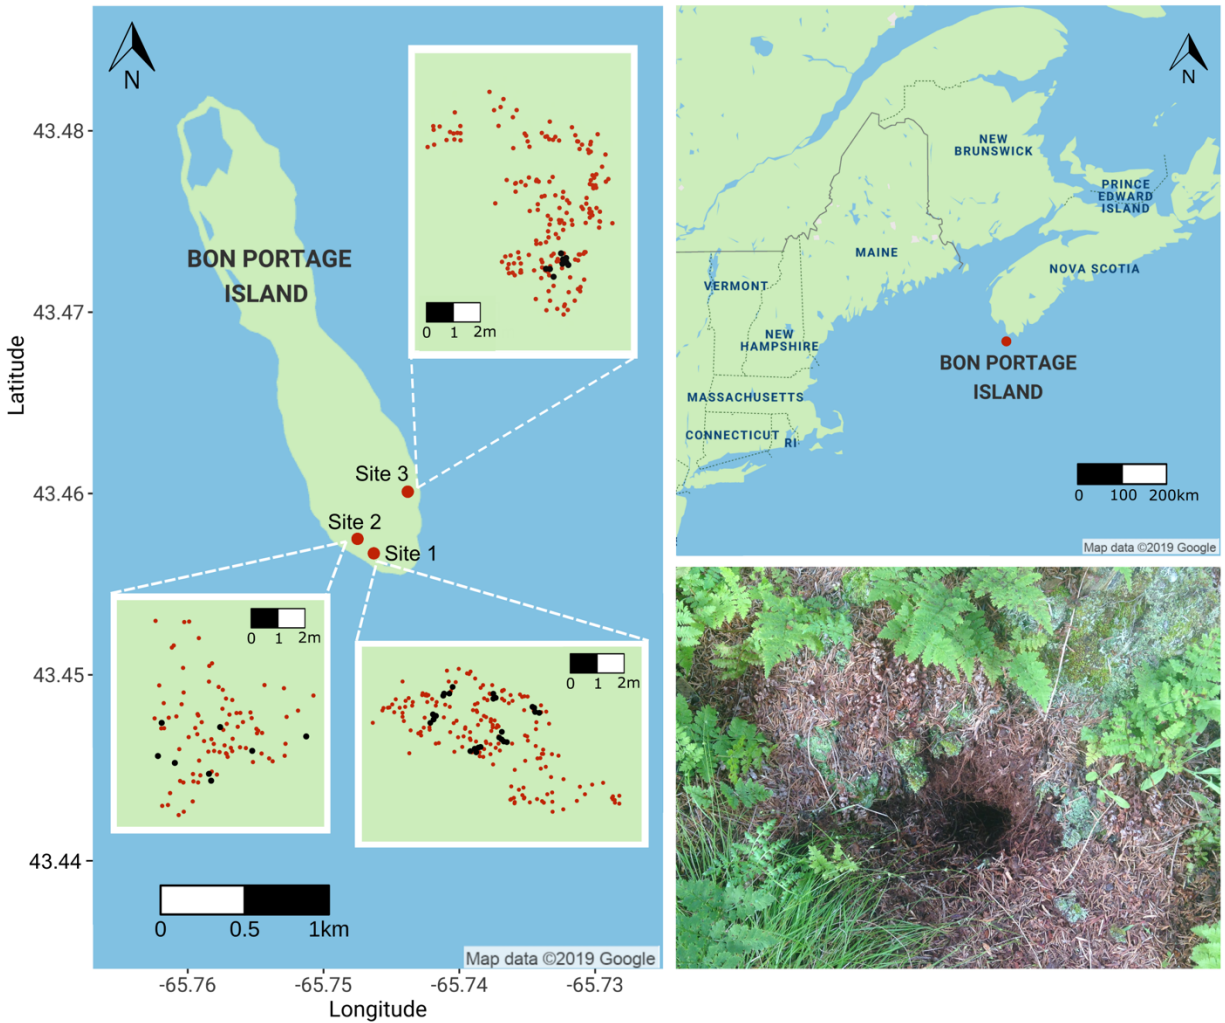 N
43.48
43.47
43.46
43.45
43.44
Latitude
BON PORTAGE
ISLAND
0 1 2m
Site 3
Site 2
Site 1
0 1 2m
0 1 2m
0 0.5 1km
Map data ©2019 Google
-65.76 -65.75 -65.74 -65.73
Longitude
N
NEW
BRUNSWICK
PRINCE
EDWARD
ISLAND
MAINE
NOVA SCOTIA
VERMONT
NEW
HAMPSHIRE
BON PORTAGE
ISLAND
MASSACHUSETTS
CONNECTICUT RI
0 100 200km
Map data ©2019 Google